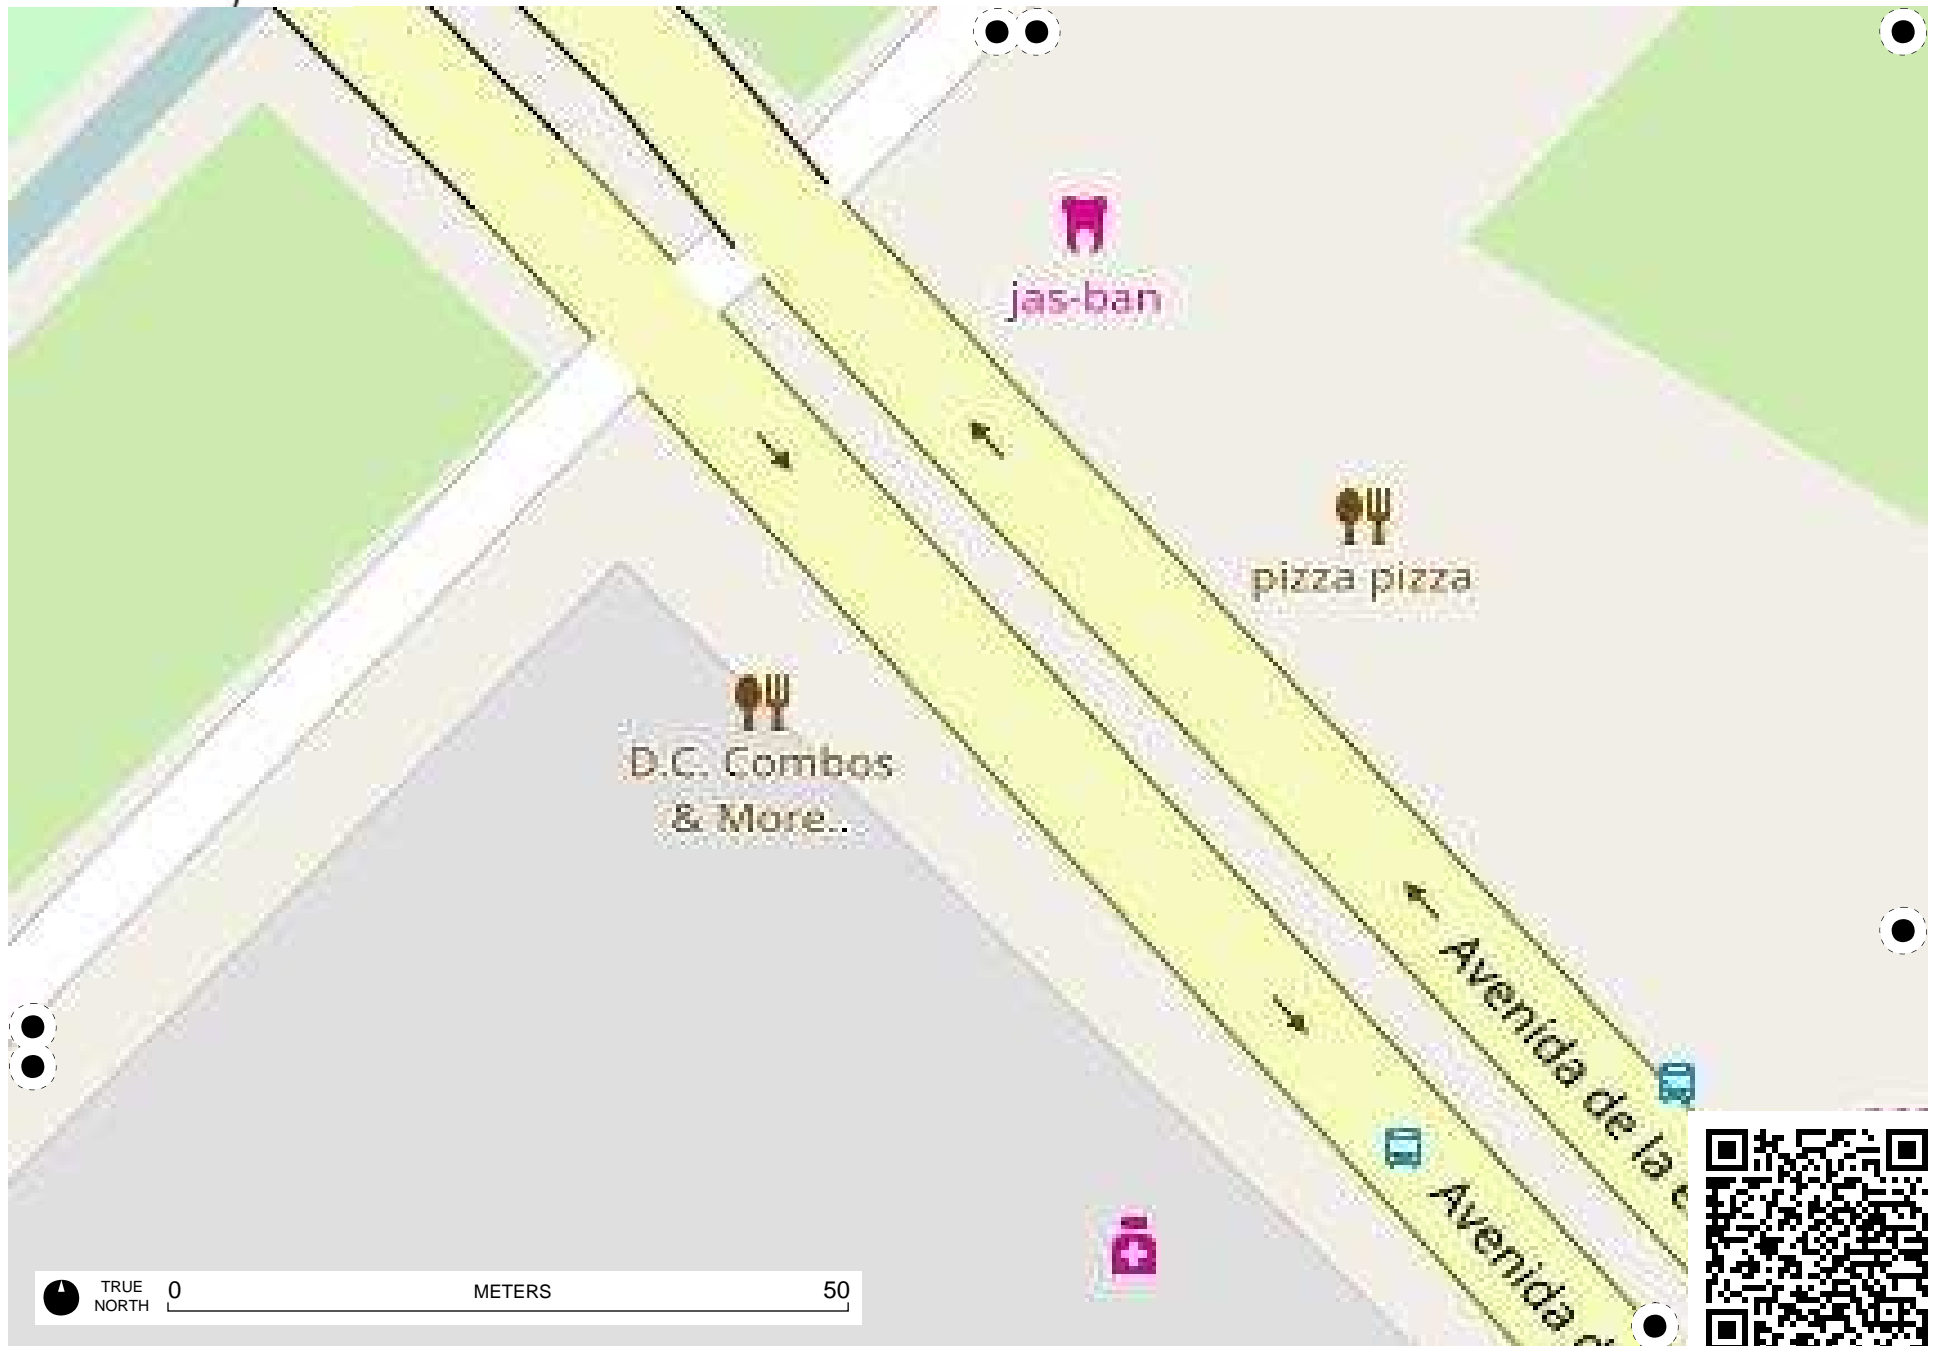 jas-ban
pizza pizza
D.C. Combos
& More..
Avenida de la
Avenida
TRUE
NORTH
0
METERS
50